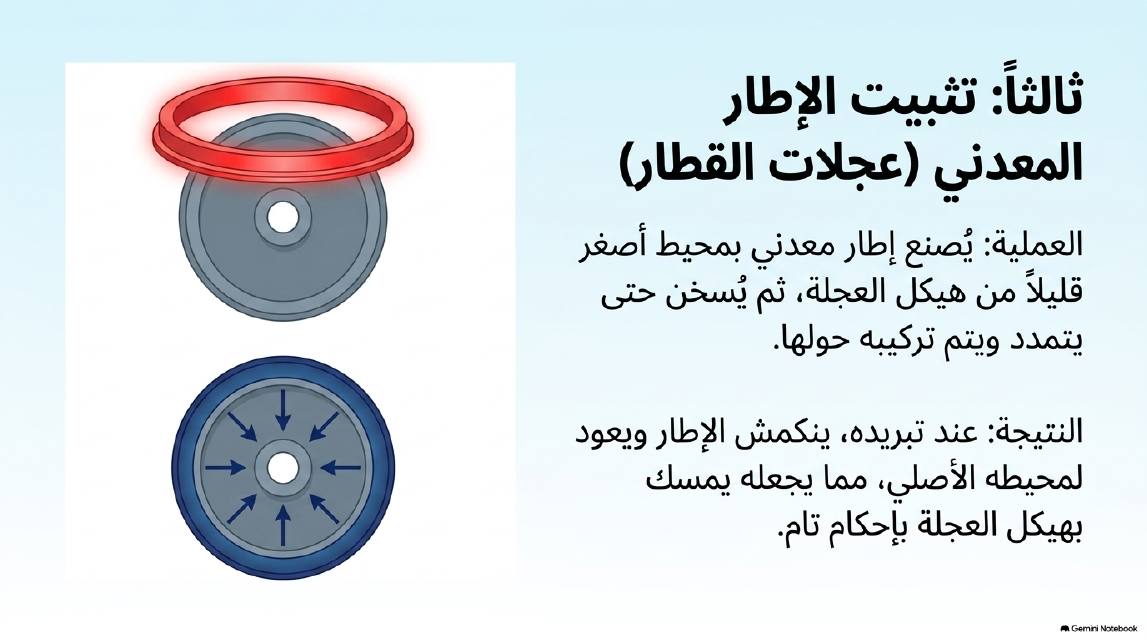 ثالثاً: تثبيت الإطار
المعدني (عجلات القطار)
العملية: يُصنع إطار معدني بمحيط أصغر
قليلاً من هيكل العجلة، ثم يُسخن حتى
يتمدد ويتم تركيبه حولها.
النتيجة: عند تبريده، ينكمش الإطار ويعود
لمحيطه الأصلي، مما يجعله يمسك
بهيكل العجلة بإحكام تام.
Gemini Notebook